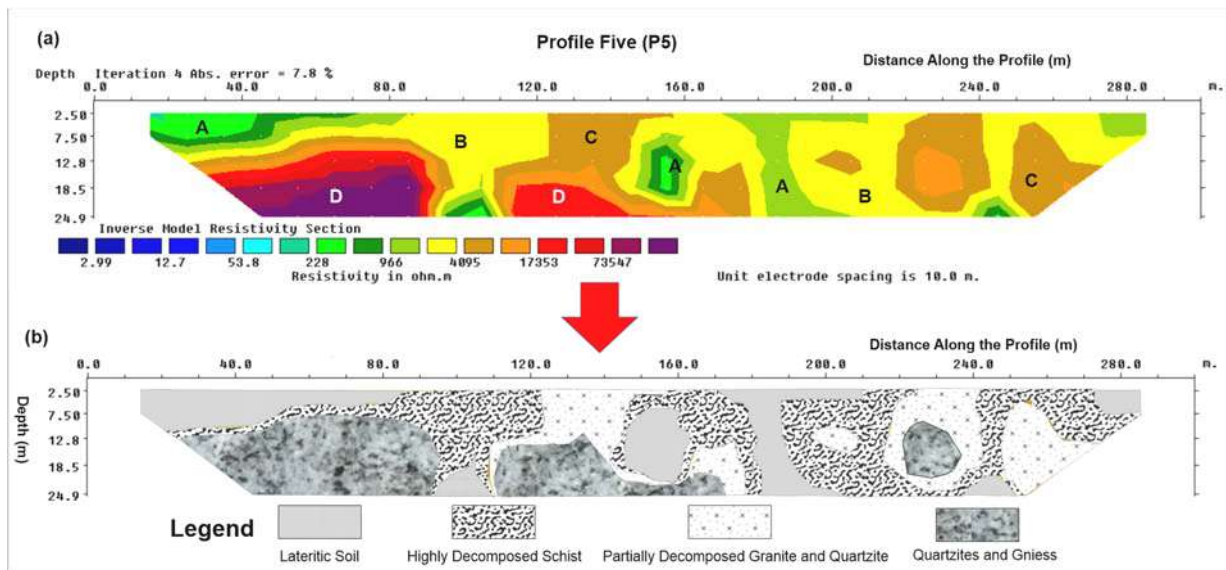 (a)
Profile Five (P5)
Distance Along the Profile (m)
Depth Iteration 4 Abs. error = 7.8 %
0.0 40.0 80.0 120.0 160.0 200.0 240.0 280.0 m.
2.50
7.50
12.8
18.5
24.9
A
B
C
A
D
D
A
B
C
Inverse Model Resistivity Section
2.99 12.7 53.8 228 966 4095 17353 73547
Resistivity in ohm.m
Unit electrode spacing is 10.0 m.
(b)
Distance Along the Profile (m)
0.0 40.0 80.0 120.0 160.0 200.0 240.0 280.0 m.
Depth (m)
2.50
7.50
12.8
18.5
24.9
Legend
Lateritic Soil
Highly Decomposed Schist
Partially Decomposed Granite and Quartzite
Quartzites and Gniess